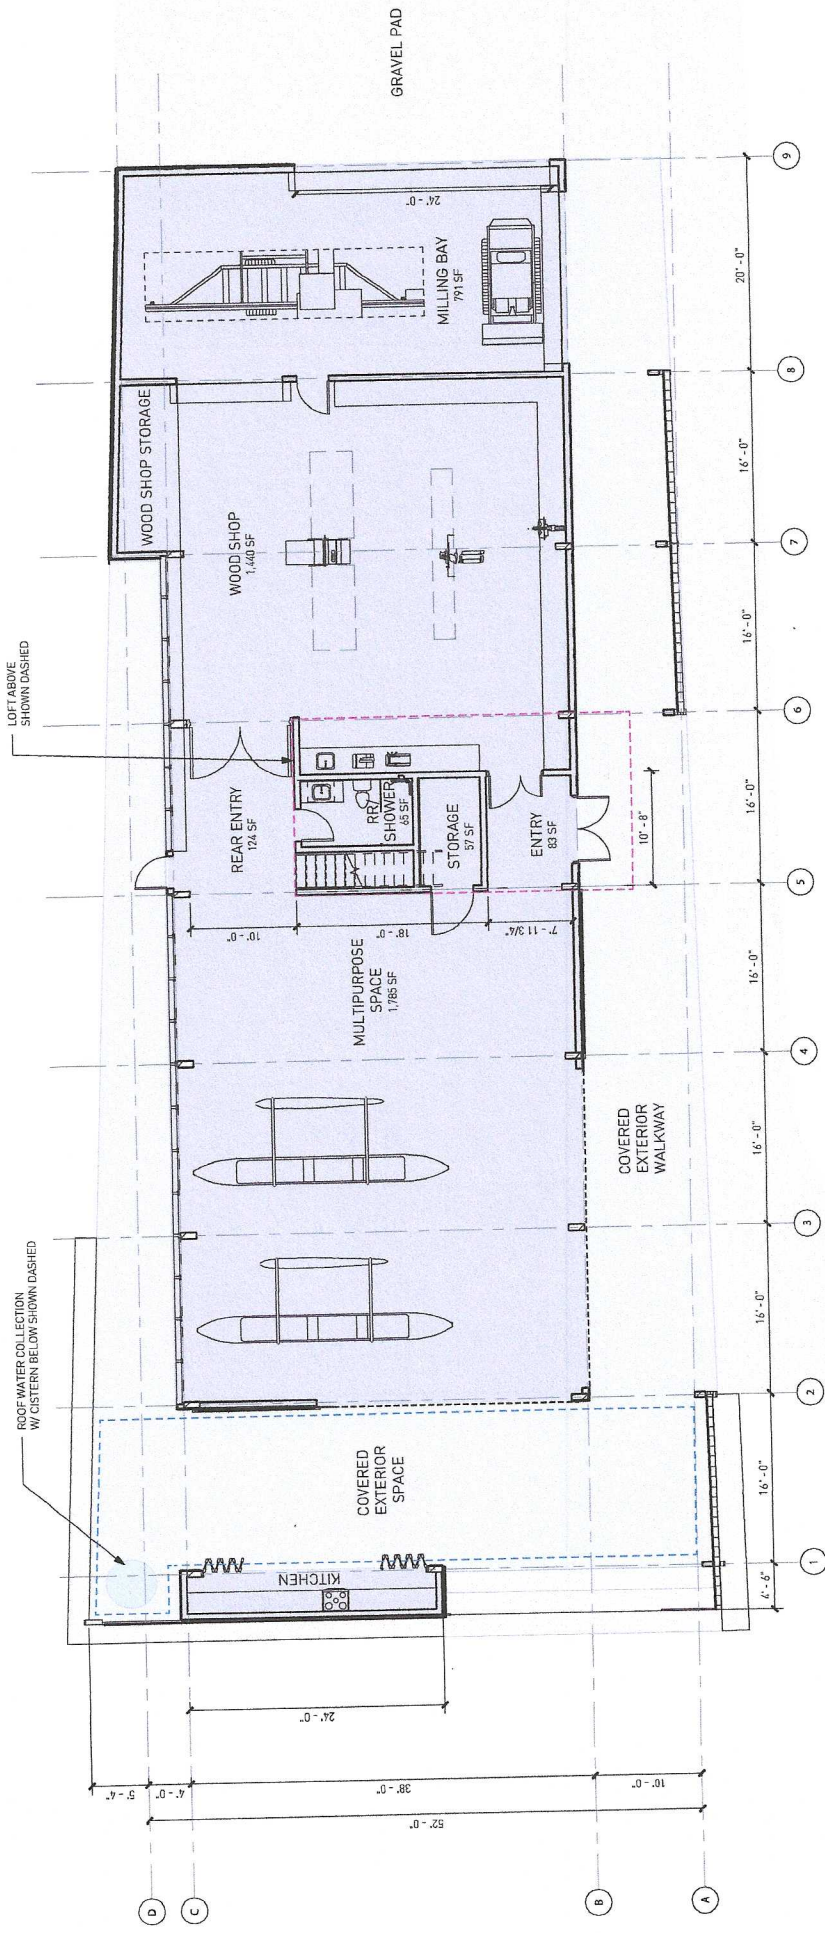 GRAVEL PAD
LOFT ABOVE
SHOWN DASHED
ROOF WATER COLLECTION
W/ CISTERN BELOW SHOWN DASHED
WOOD SHOP STORAGE
MILLING BAY
791 SF
24'-0"
WOOD SHOP
1,440 SF
REAR ENTRY
124 SF
RR/
SHOWER
65 SF
STORAGE
57 SF
ENTRY
83 SF
10'-8"
10'-0"
18'-0"
7'-11 3/4"
MULTIPURPOSE
SPACE
1,785 SF
COVERED
EXTERIOR
WALKWAY
COVERED
EXTERIOR
SPACE
KITCHEN
24'-0"
5'-4"
4'-0"
38'-0"
10'-0"
52'-0"
D
C
B
A
4'-6"
16'-0"
16'-0"
16'-0"
16'-0"
16'-0"
16'-0"
16'-0"
20'-0"
1
2
3
4
5
6
7
8
9